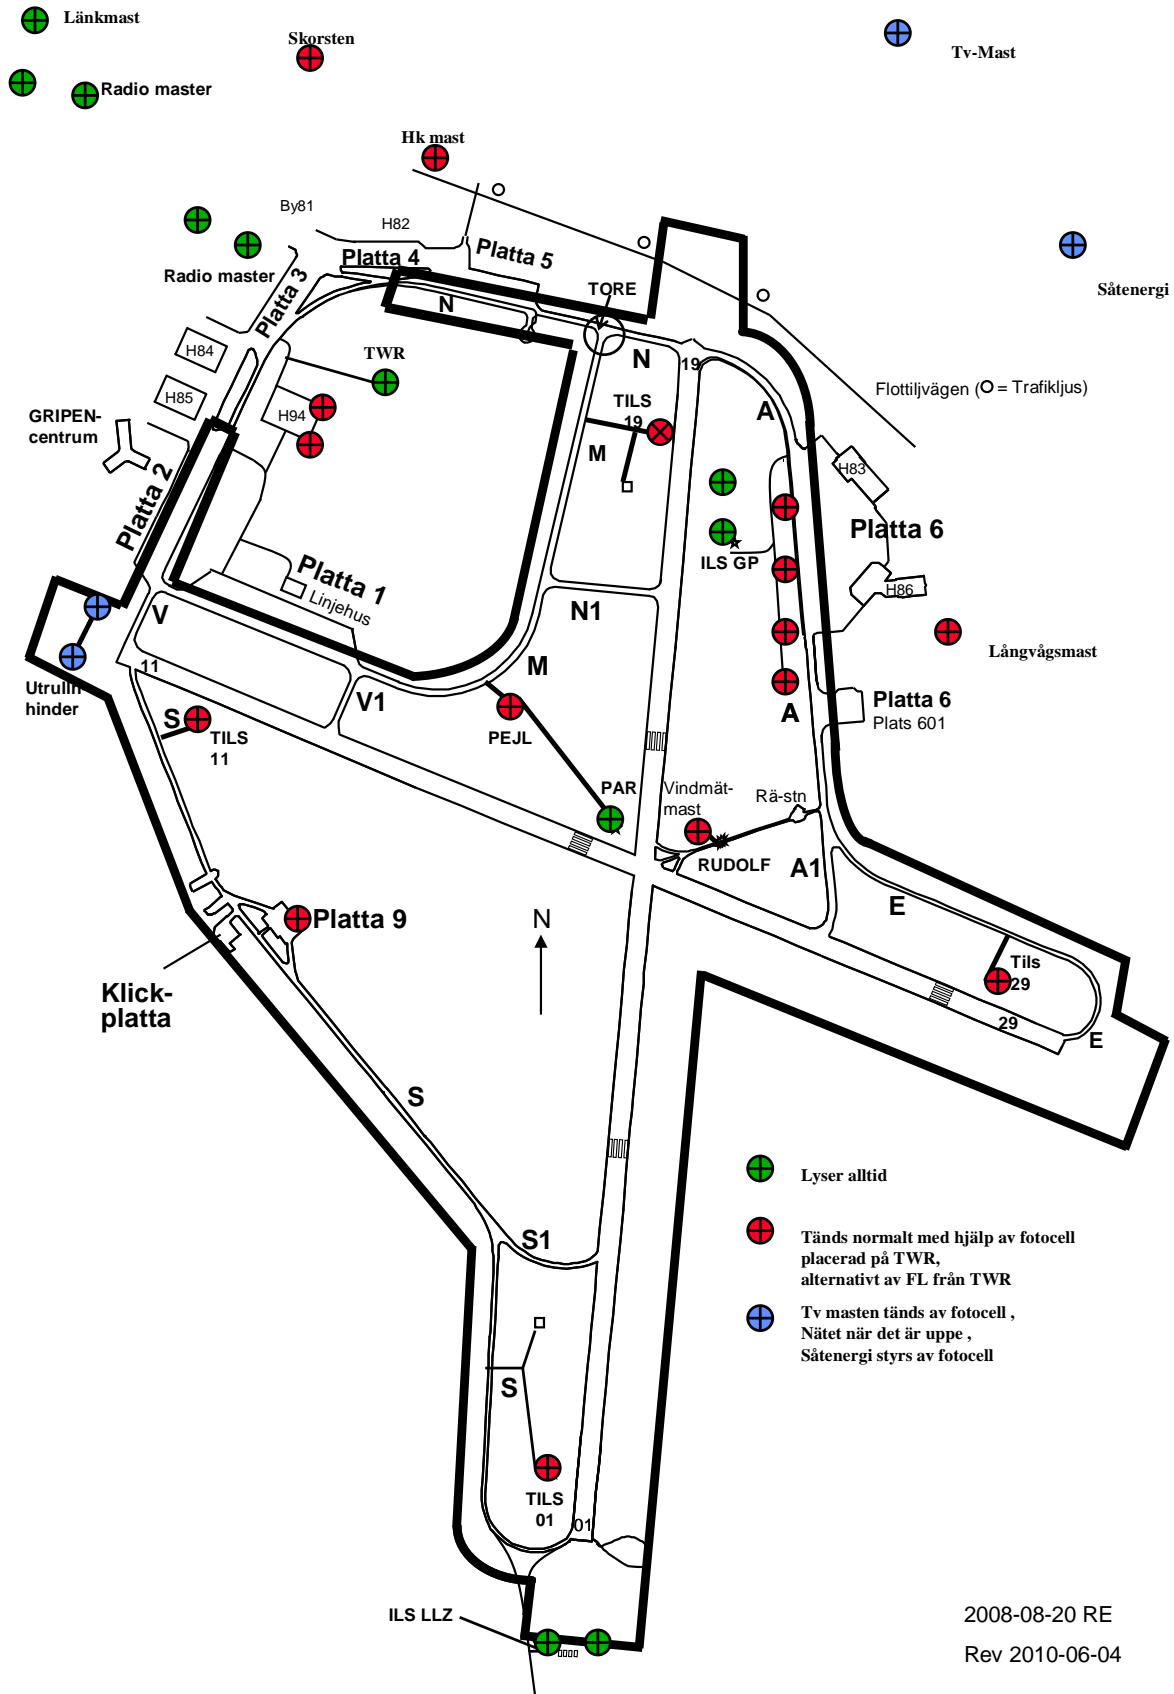 Länkmast
Skorsten
Tv-Mast
Radio master
Hk mast
By81
H82
Platta 5
Platta 4
Radio master
Platta 3
Såtenergi
TORE
N
N
19
H84
TWR
Flottiljvägen (O = Trafikljus)
H85
H94
TILS
19
A
GRIPEN-
centrum
M
H83
Platta 2
Platta 6
ILS GP
Platta 1
Linjehus
H86
V
N1
Långvågsmast
11
M
Utrulln
hinder
V1
Platta 6
Plats 601
A
S
TILS
11
PEJL
PAR
Vindmät-
mast
Rä-stn
RUDOLF
A1
E
Platta 9
N
Tils
29
Klick-
platta
29
E
S
Lyser alltid
S1
Tänds normalt med hjälp av fotocell
placerad på TWR,
alternativt av FL från TWR
Tv masten tänds av fotocell ,
Nätet när det är uppe ,
Såtenergi styrs av fotocell
S
TILS
01
01
ILS LLZ
2008-08-20 RE
Rev 2010-06-04